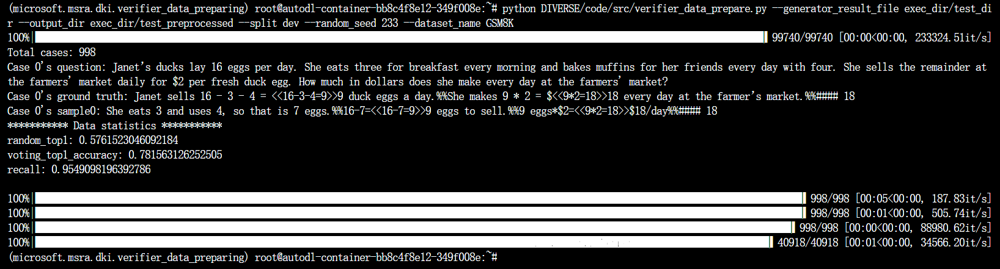 (microsoft.msra.dki.verifier_data_preparing) root@autodl-container-bb8c4f8e12-349f008e:~# python DIVERSE/code/src/verifier_data_prepare.py --generator_result_file exec_dir/test_di
r --output_dir exec_dir/test_preprocessed --split dev --random_seed 233 --dataset_name GSM8K
100%| 99740/99740 [00:00<00:00, 233324.51it/s]
Total cases: 998
Case 0's question: Janet's ducks lay 16 eggs per day. She eats three for breakfast every morning and bakes muffins for her friends every day with four. She sells the remainder at
the farmers' market daily for $2 per fresh duck egg. How much in dollars does she make every day at the farmers' market?
Case 0's ground truth: Janet sells 16 - 3 - 4 = <<16-3-4=9>>9 duck eggs a day.%%She makes 9 * 2 = $<<9*2=18>>18 every day at the farmer's market.%%#### 18
Case 0's sample0: She eats 3 and uses 4, so that is 7 eggs.%%16-7=<<16-7=9>>9 eggs to sell.%%9 eggs*$2=<<9*2=18>>$18/day%%#### 18
*********** Data statistics ***********
random_top1: 0.5761523046092184
voting_top1_accuracy: 0.781563126252505
recall: 0.9549098196392786
100%| 998/998 [00:05<00:00, 187.83it/s]
100%| 998/998 [00:01<00:00, 505.74it/s]
100%| 998/998 [00:00<00:00, 88980.62it/s]
100%| 40918/40918 [00:01<00:00, 34566.20it/s]
(microsoft.msra.dki.verifier_data_preparing) root@autodl-container-bb8c4f8e12-349f008e:~#